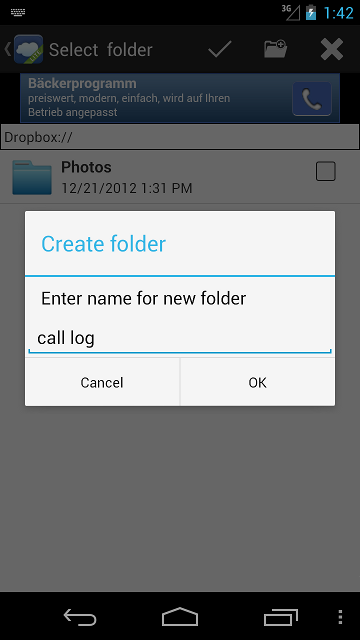 3G 1:42
Select folder
Bäckerprogramm
preiswert, modern, einfach, wird auf Ihren
Betrieb angepasst
Dropbox://
Photos
12/21/2012 1:31 PM
Create folder
Enter name for new folder
call log
Cancel OK